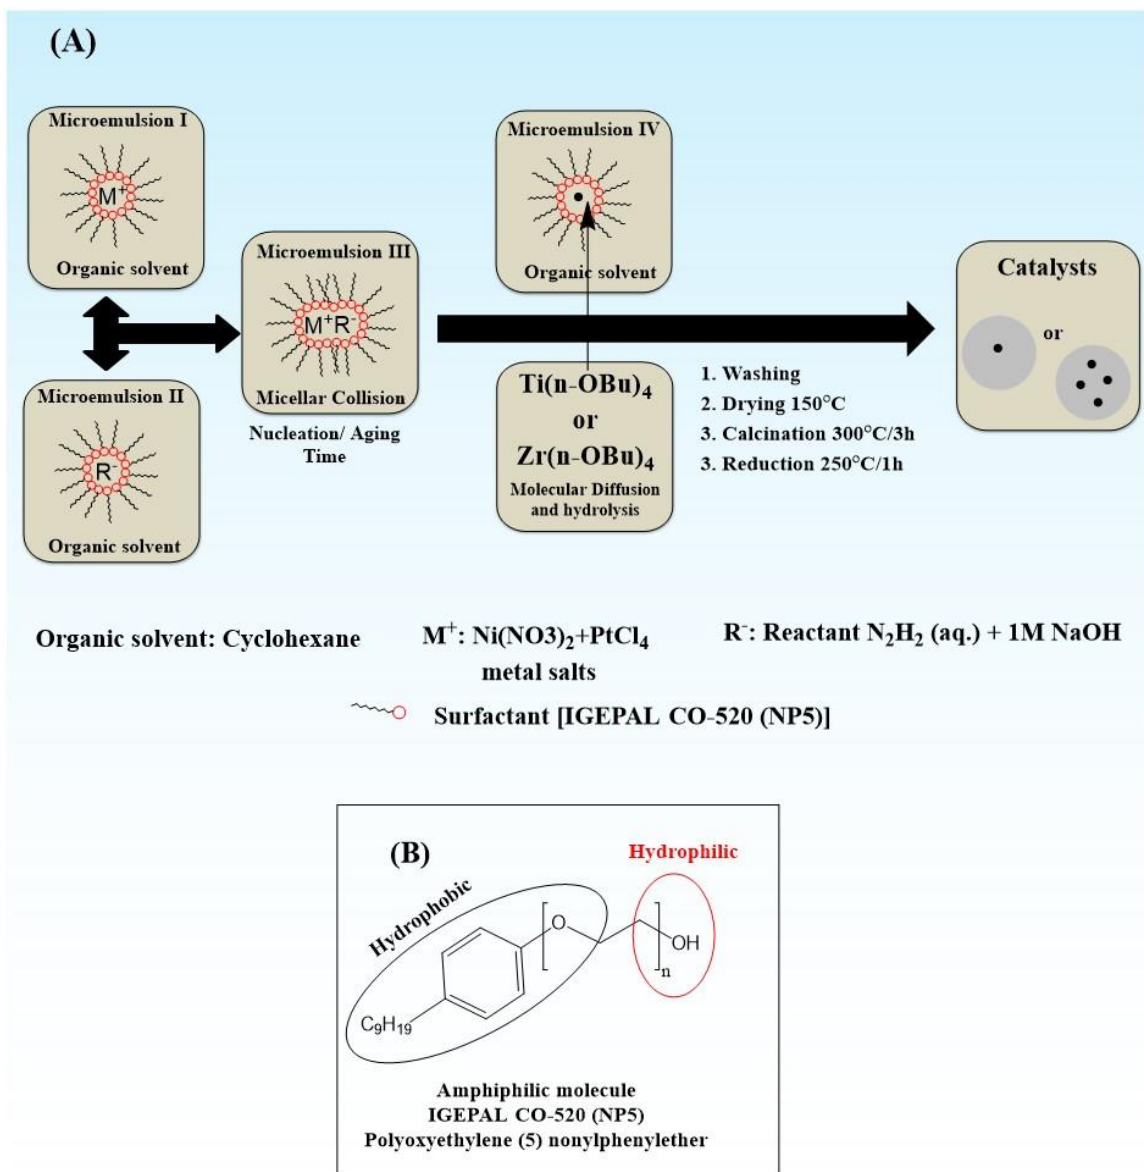 (A)
Microemulsion I
M⁺
Organic solvent
Microemulsion II
R⁻
Organic solvent
Microemulsion III
M⁺R⁻
Micellar Collision
Nucleation/ Aging
Time
Microemulsion IV
Organic solvent
Ti(n-OBu)₄
or
Zr(n-OBu)₄
Molecular Diffusion
and hydrolysis
1. Washing
2. Drying 150°C
3. Calcination 300°C/3h
3. Reduction 250°C/1h
Catalysts
or
Organic solvent: Cyclohexane
M⁺: Ni(NO3)₂+PtCl₄
metal salts
R⁻: Reactant N₂H₂ (aq.) + 1M NaOH
Surfactant [IGEPAL CO-520 (NP5)]
(B)
Hydrophilic
Hydrophobic
O
OH
n
C₉H₁₉
Amphiphilic molecule
IGEPAL CO-520 (NP5)
Polyoxyethylene (5) nonylphenylether